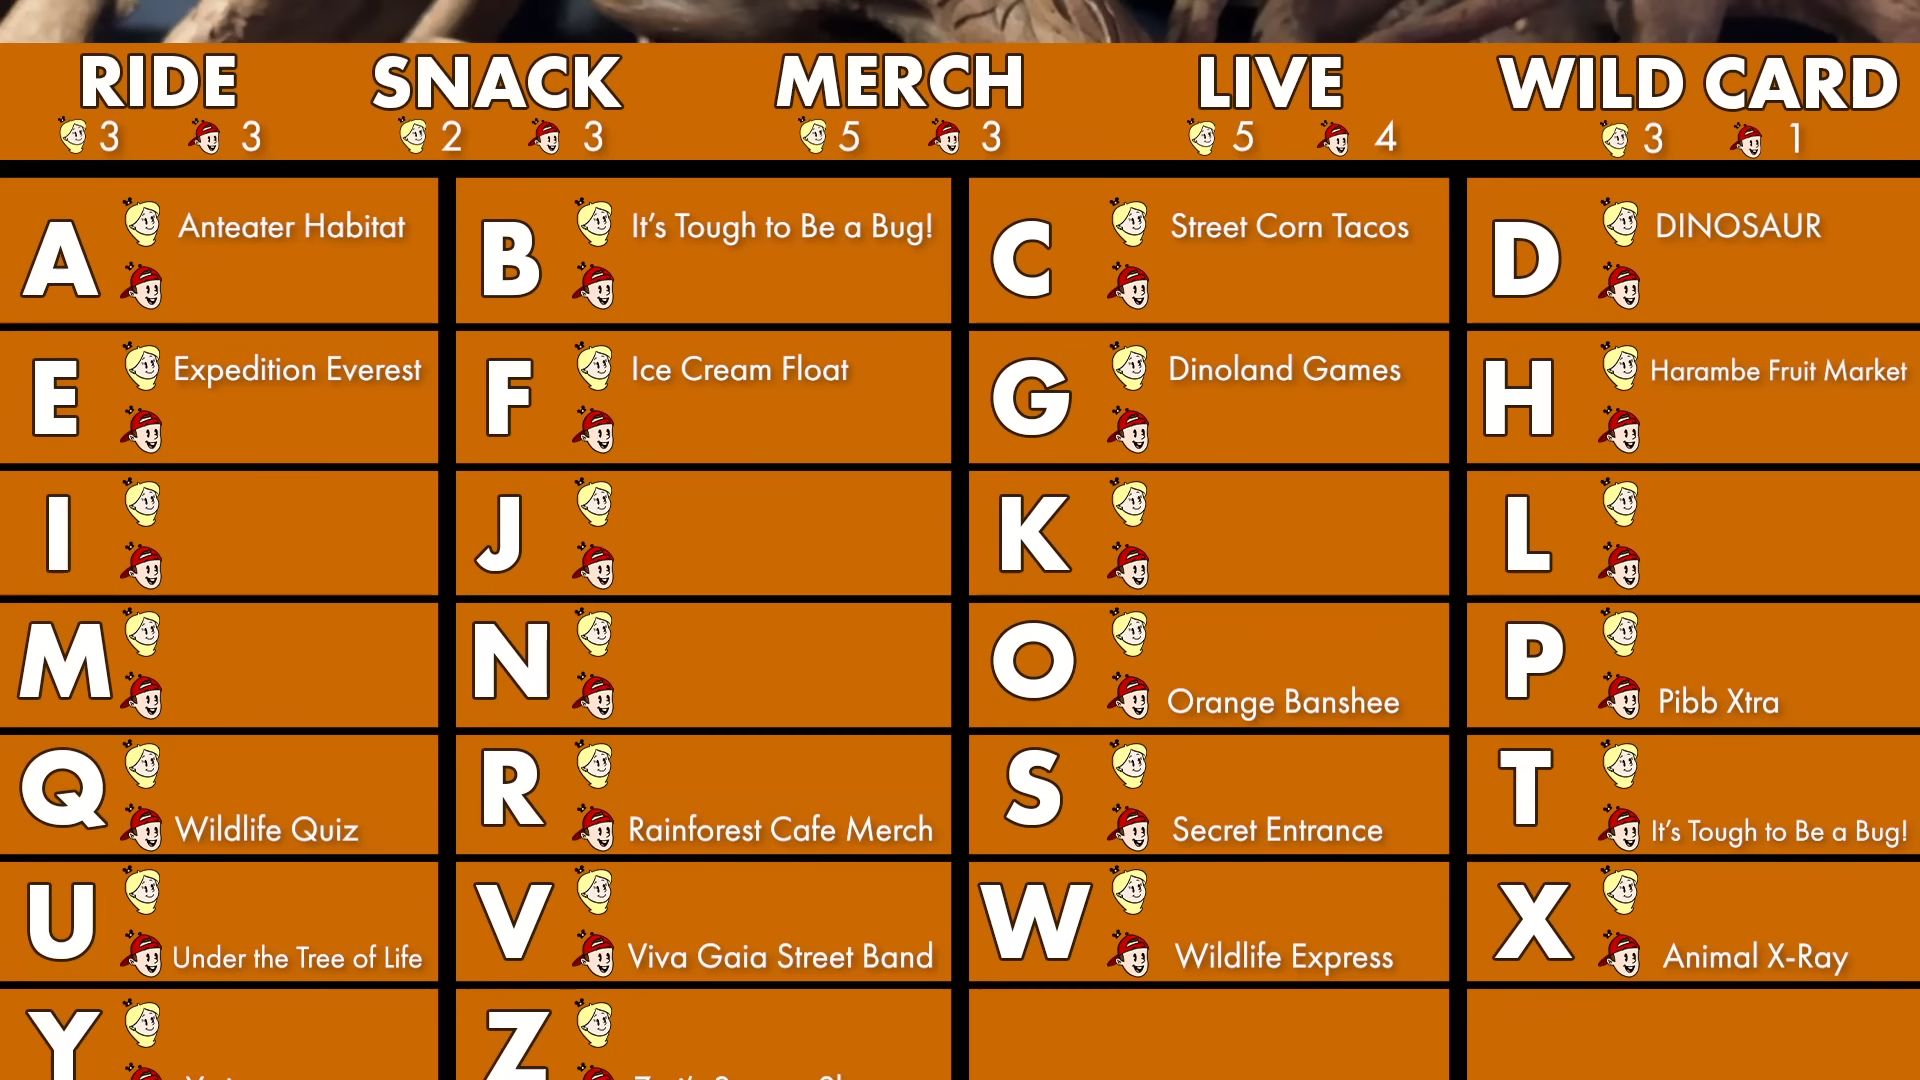 RIDE SNACK MERCH LIVE WILD CARD
3 3 2 3 5 3 5 4 3 1
A Anteater Habitat
B It's Tough to Be a Bug!
C Street Corn Tacos
D DINOSAUR
E Expedition Everest
F Ice Cream Float
G Dinoland Games
H Harambe Fruit Market
I
J
K
L
M
N
O Orange Banshee
P Pibb Xtra
Q Wildlife Quiz
R Rainforest Cafe Merch
S Secret Entrance
T It's Tough to Be a Bug!
U Under the Tree of Life
V Viva Gaia Street Band
W Wildlife Express
X Animal X-Ray
Y
Z